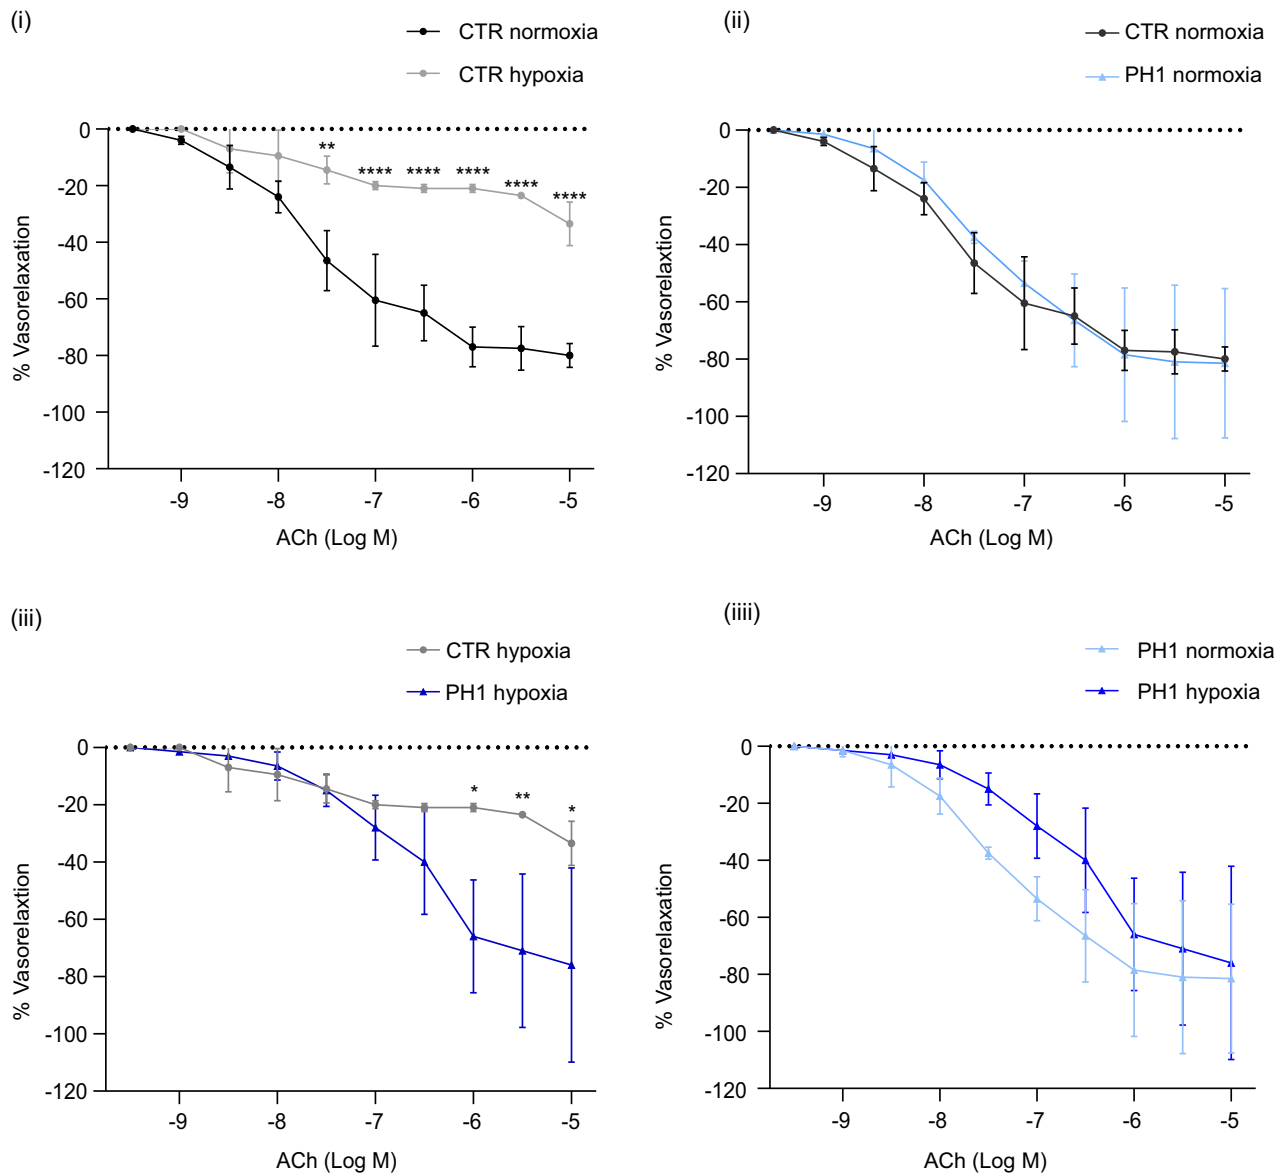 (i)
CTR normoxia
CTR hypoxia
0
-20
-40
-60
-80
-100
-120
% Vasorelaxation
**
****
****
****
****
****
-9
-8
-7
-6
-5
ACh (Log M)
(ii)
CTR normoxia
PH1 normoxia
0
-20
-40
-60
-80
-100
-120
% Vasorelaxation
-9
-8
-7
-6
-5
ACh (Log M)
(iii)
CTR hypoxia
PH1 hypoxia
0
-20
-40
-60
-80
-100
-120
% Vasorelaxtion
*
**
*
-9
-8
-7
-6
-5
ACh (Log M)
(iiii)
PH1 normoxia
PH1 hypoxia
0
-20
-40
-60
-80
-100
-120
% Vasorelaxation
-9
-8
-7
-6
-5
ACh (Log M)